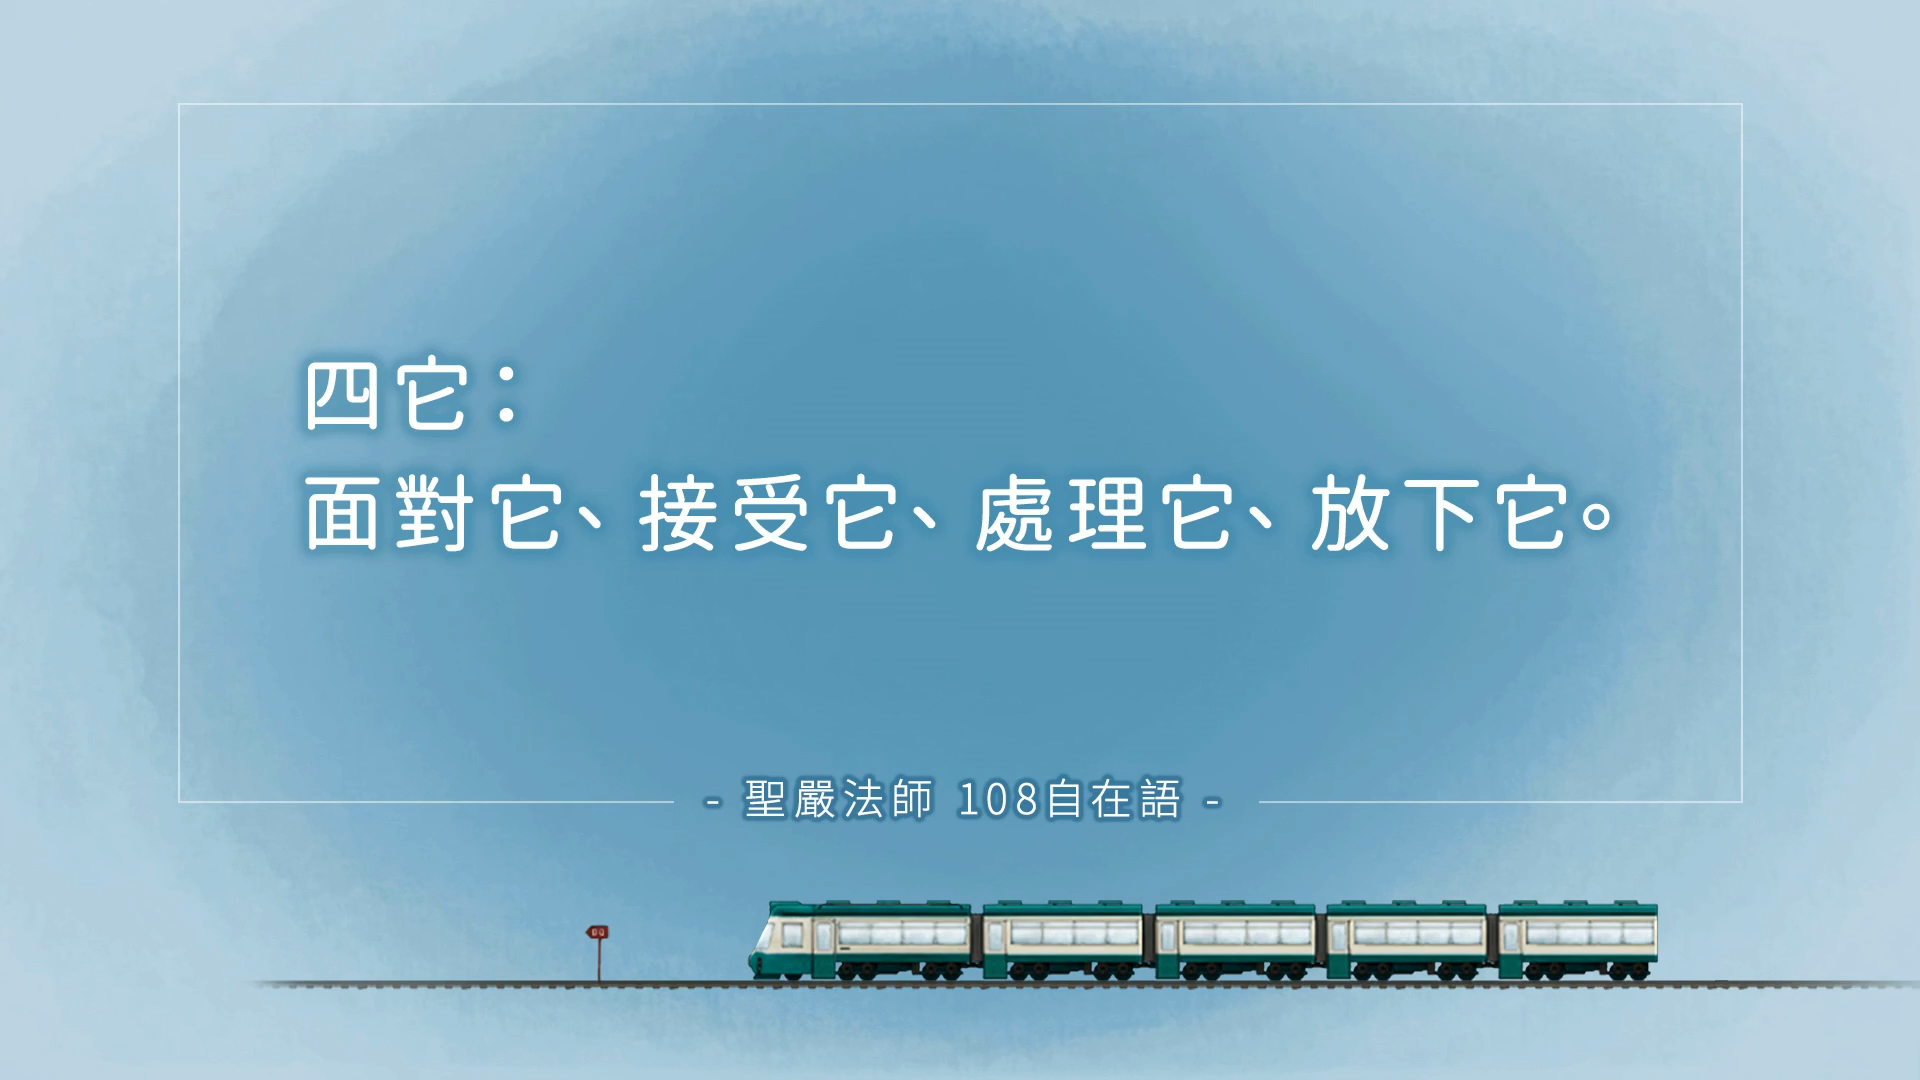 四它：
面對它、接受它、處理它、放下它。
- 聖嚴法師 108自在語 -